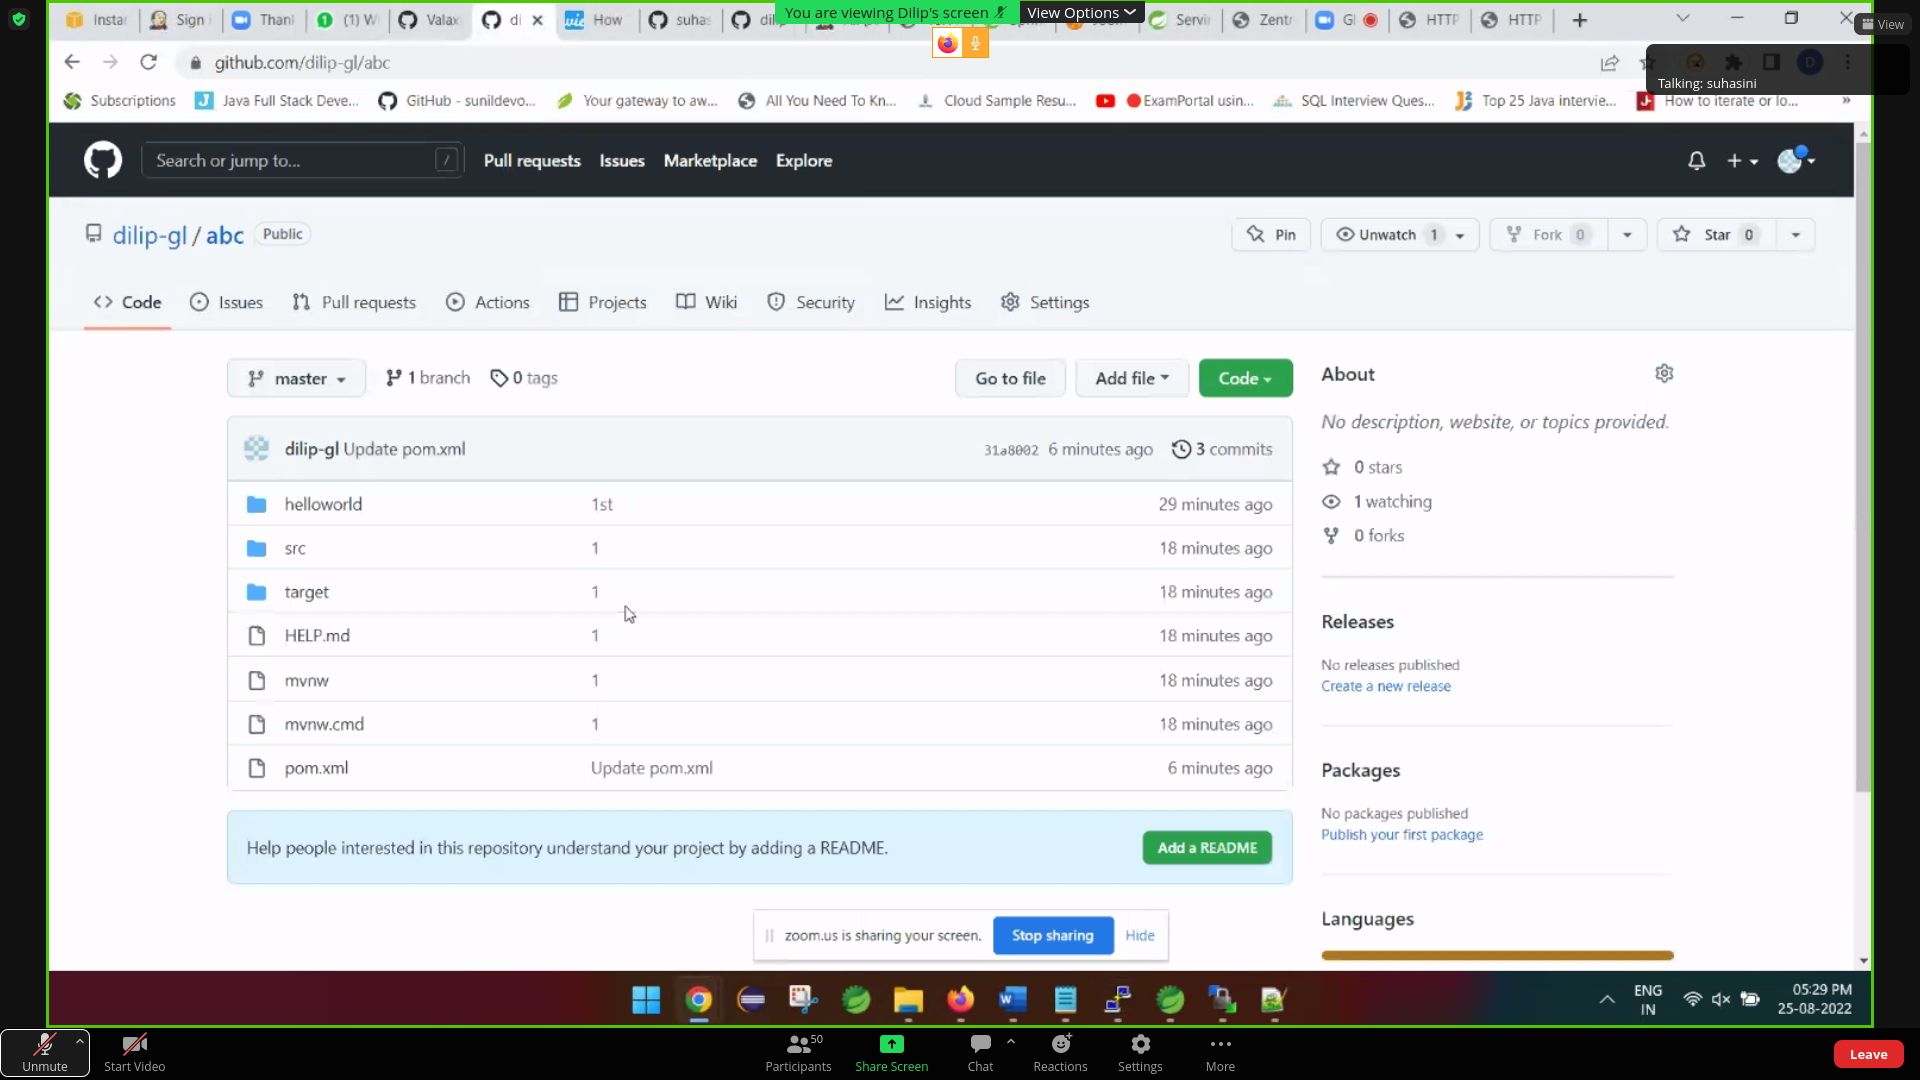 You are viewing Dilip's screen
View Options
View
Instar
Sign
Thanl
(1) W
Valax
di
How
suhas
dili
Servi
Zentr
Gl
HTTP
HTTP
github.com/dilip-gl/abc
Talking: suhasini
D
Subscriptions
Java Full Stack Deve...
GitHub - sunildevo...
Your gateway to aw...
All You Need To Kn...
Cloud Sample Resu...
ExamPortal usin...
SQL Interview Ques...
Top 25 Java intervie...
How to iterate or lo...
Search or jump to...
/
Pull requests
Issues
Marketplace
Explore
dilip-gl / abc
Public
Pin
Unwatch 1
Fork 0
Star 0
Code
Issues
Pull requests
Actions
Projects
Wiki
Security
Insights
Settings
master
1 branch
0 tags
Go to file
Add file
Code
dilip-gl Update pom.xml
31a8002 6 minutes ago
3 commits
helloworld 1st 29 minutes ago
src 1 18 minutes ago
target 1 18 minutes ago
HELP.md 1 18 minutes ago
mvnw 1 18 minutes ago
mvnw.cmd 1 18 minutes ago
pom.xml Update pom.xml 6 minutes ago
Help people interested in this repository understand your project by adding a README.
Add a README
About
No description, website, or topics provided.
0 stars
1 watching
0 forks
Releases
No releases published
Create a new release
Packages
No packages published
Publish your first package
Languages
zoom.us is sharing your screen.
Stop sharing
Hide
ENG
IN
05:29 PM
25-08-2022
Unmute
Start Video
Participants
50
Share Screen
Chat
Reactions
Settings
More
Leave